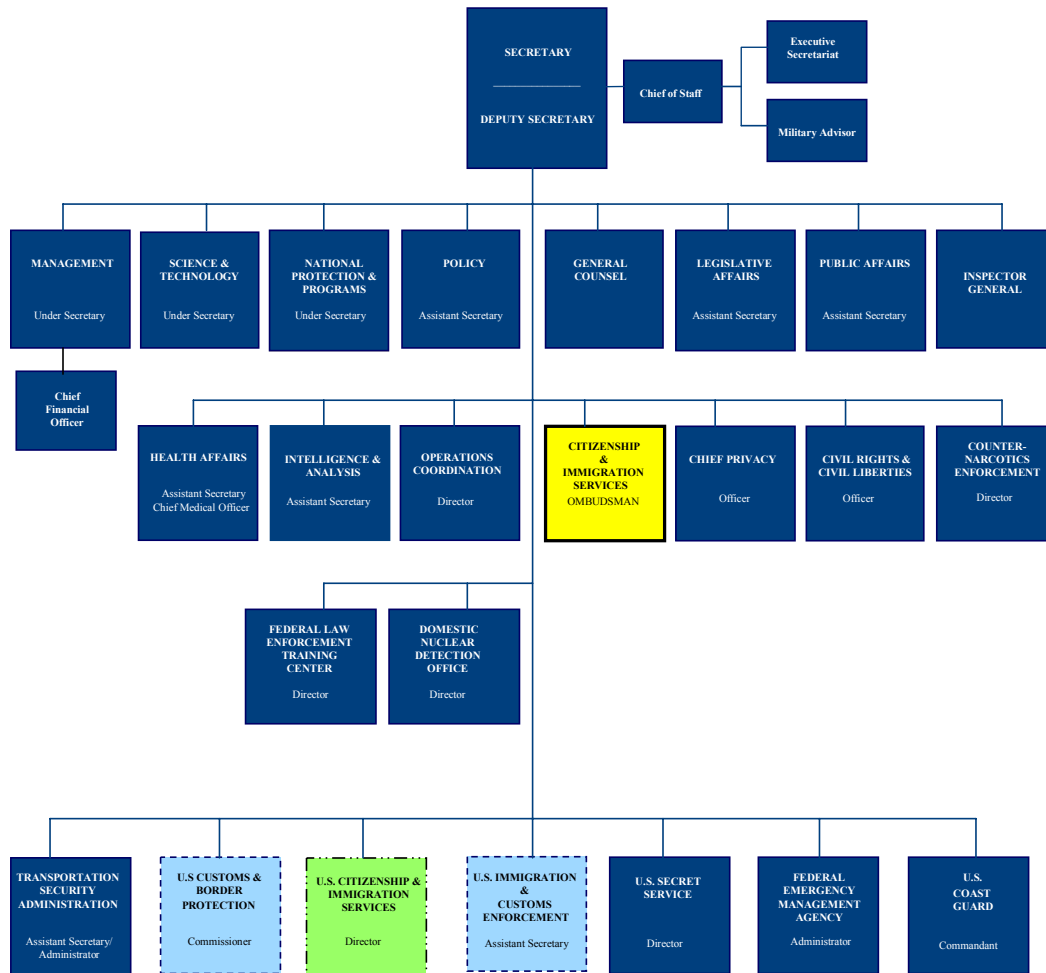 SECRETARY
DEPUTY SECRETARY
Chief of Staff
Executive
Secretariat
Military Advisor
MANAGEMENT
Under Secretary
SCIENCE &
TECHNOLOGY
Under Secretary
NATIONAL
PROTECTION &
PROGRAMS
Under Secretary
POLICY
Assistant Secretary
GENERAL
COUNSEL
LEGISLATIVE
AFFAIRS
Assistant Secretary
PUBLIC AFFAIRS
Assistant Secretary
INSPECTOR
GENERAL
Chief
Financial
Officer
HEALTH AFFAIRS
Assistant Secretary
Chief Medical Officer
INTELLIGENCE &
ANALYSIS
Assistant Secretary
OPERATIONS
COORDINATION
Director
CITIZENSHIP
&
IMMIGRATION
SERVICES
OMBUDSMAN
CHIEF PRIVACY
Officer
CIVIL RIGHTS &
CIVIL LIBERTIES
Officer
COUNTER-
NARCOTICS
ENFORCEMENT
Director
FEDERAL LAW
ENFORCEMENT
TRAINING
CENTER
Director
DOMESTIC
NUCLEAR
DETECTION
OFFICE
Director
TRANSPORTATION
SECURITY
ADMINISTRATION
Assistant Secretary/
Administrator
U.S CUSTOMS &
BORDER
PROTECTION
Commissioner
U.S. CITIZENSHIP &
IMMIGRATION
SERVICES
Director
U.S. IMMIGRATION
&
CUSTOMS
ENFORCEMENT
Assistant Secretary
U.S. SECRET
SERVICE
Director
FEDERAL
EMERGENCY
MANAGEMENT
AGENCY
Administrator
U.S.
COAST
GUARD
Commandant